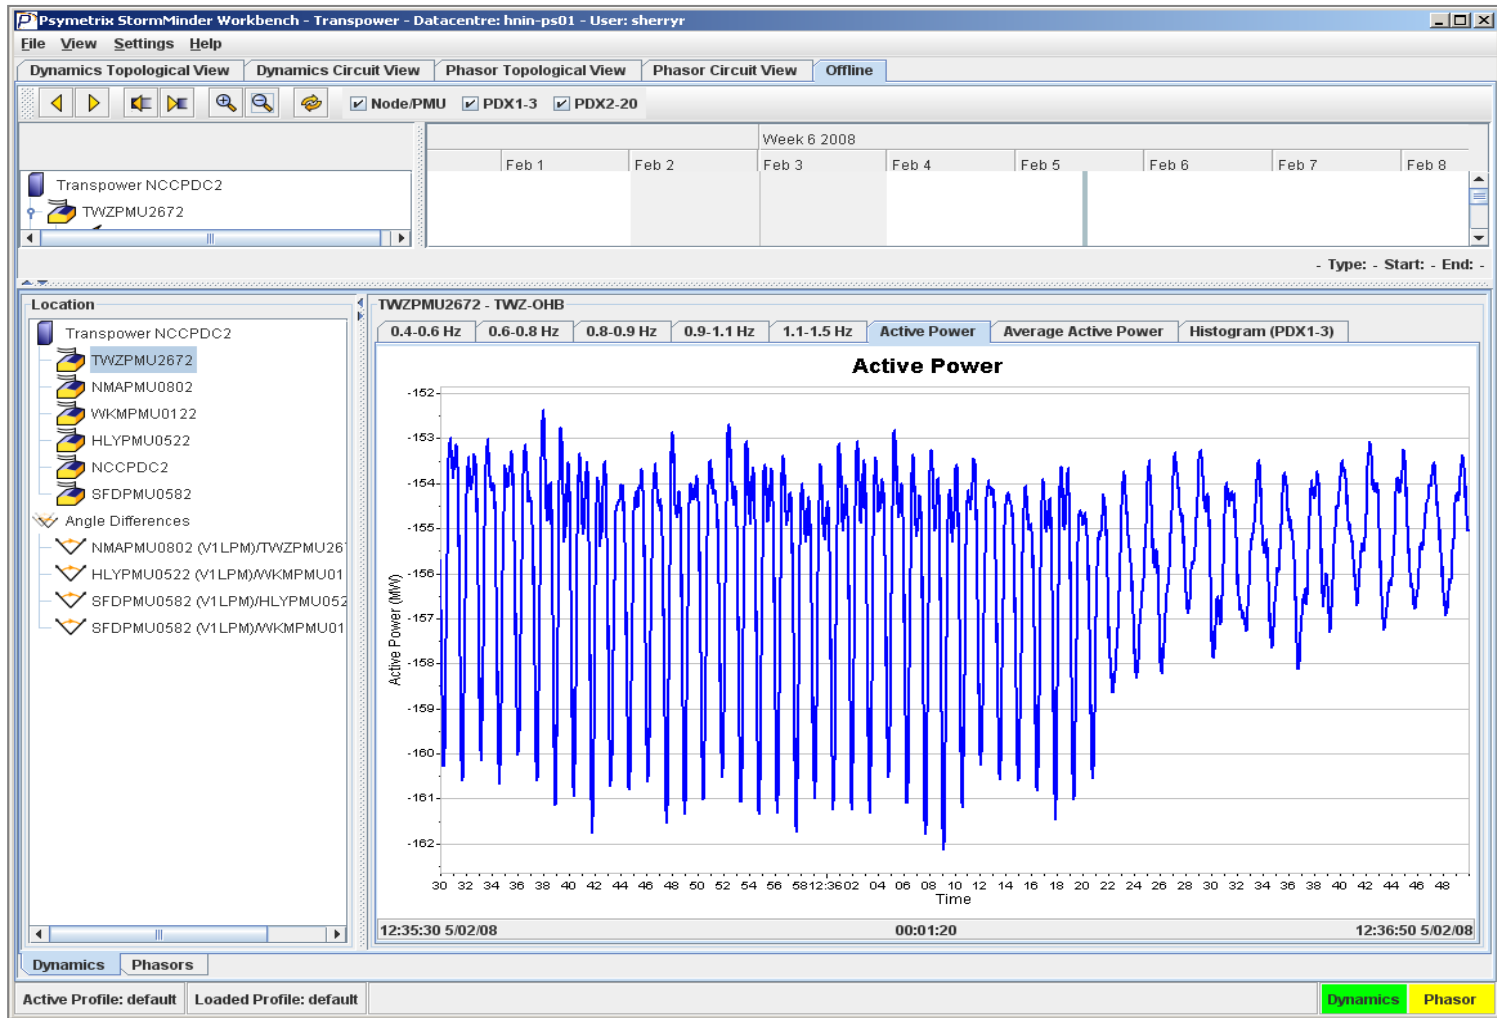 Psymetrix StormMinder Workbench - Transpower - Datacentre: hnin-ps01 - User: sherryr
File View Settings Help
Dynamics Topological View Dynamics Circuit View Phasor Topological View Phasor Circuit View Offline
Node/PMU PDX1-3 PDX2-20
Week 6 2008
Feb 1 Feb 2 Feb 3 Feb 4 Feb 5 Feb 6 Feb 7 Feb 8
Transpower NCCPDC2
TWZPMU2672
- Type: - Start: - End: -
Location
Transpower NCCPDC2
TWZPMU2672
NMAPMU0802
WKMPMU0122
HLYPMU0522
NCCPDC2
SFDPMU0582
Angle Differences
NMAPMU0802 (V1LPM)/TWZPMU267
HLYPMU0522 (V1LPM)/WKMPMU01
SFDPMU0582 (V1LPM)/HLYPMU052
SFDPMU0582 (V1LPM)/WKMPMU01
TWZPMU2672 - TWZ-OHB
0.4-0.6 Hz 0.6-0.8 Hz 0.8-0.9 Hz 0.9-1.1 Hz 1.1-1.5 Hz Active Power Average Active Power Histogram (PDX1-3)
Active Power
Active Power (MW)
-152
-153
-154
-155
-156
-157
-158
-159
-160
-161
-162
30 32 34 36 38 40 42 44 46 48 50 52 54 56 58 12:36 02 04 06 08 10 12 14 16 18 20 22 24 26 28 30 32 34 36 38 40 42 44 46 48
Time
12:35:30 5/02/08 00:01:20 12:36:50 5/02/08
Dynamics Phasors
Active Profile: default Loaded Profile: default Dynamics Phasor